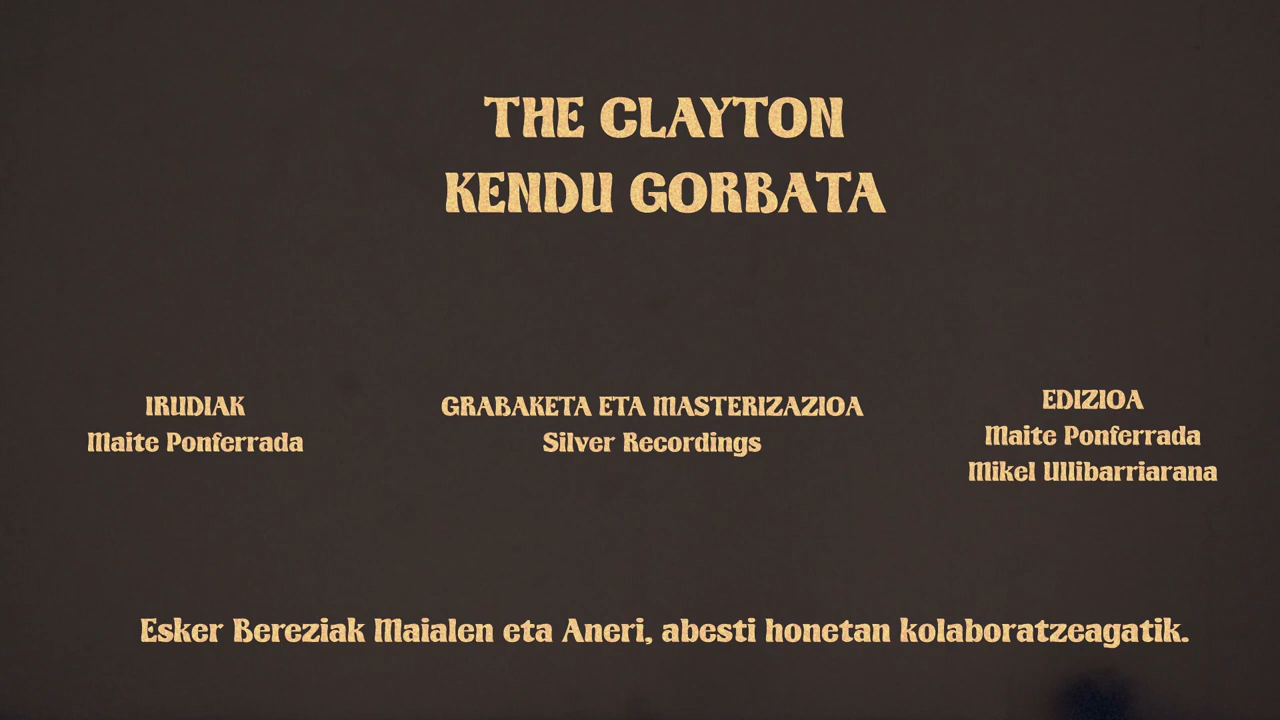 THE CLAYTON
KENDU GORBATA
IRUDIAK
Maite Ponferrada
GRABAKETA ETA MASTERIZAZIOA
Silver Recordings
EDIZIOA
Maite Ponferrada
Mikel Ullibarriarana
Esker Bereziak Maialen eta Aneri, abesti honetan kolaboratzeagatik.